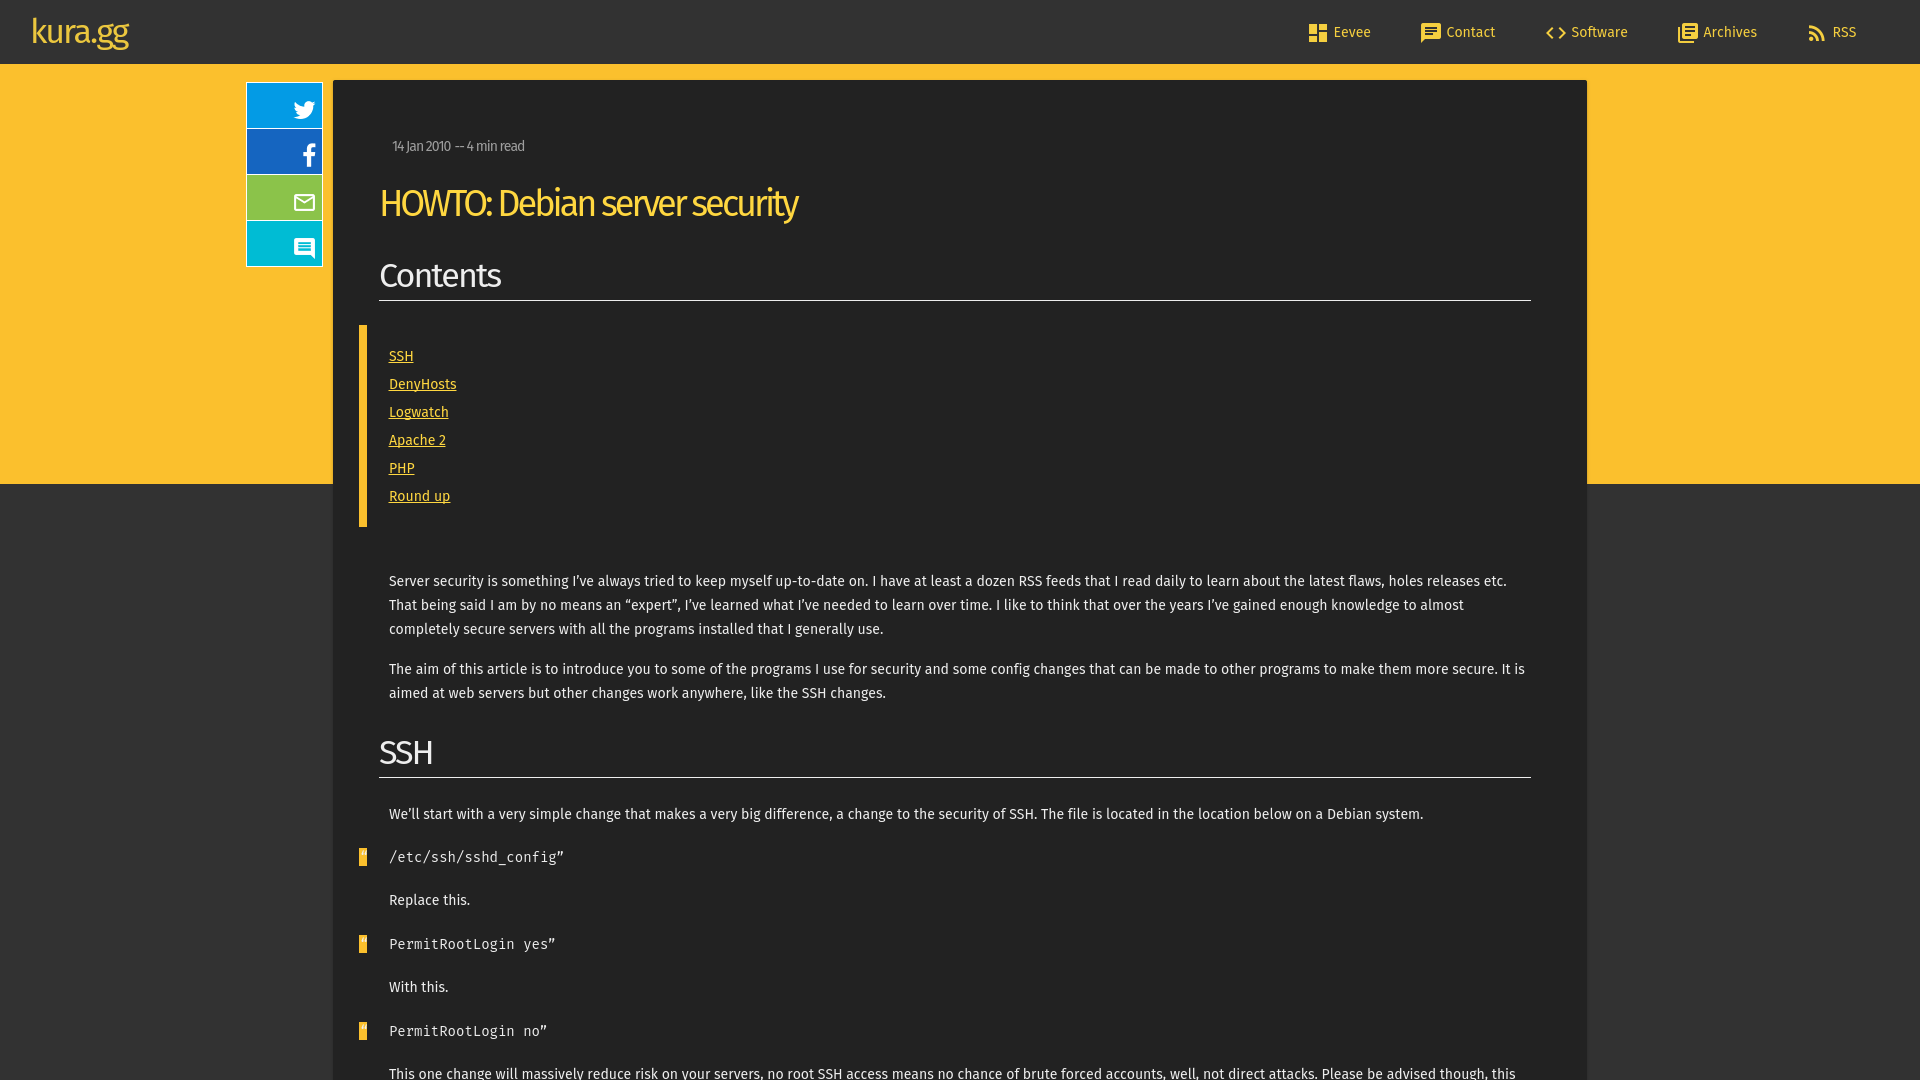 kura.gg
Eevee
Contact
Software
Archives
RSS
14 Jan 2010 -- 4 min read
HOWTO: Debian server security
Contents
SSH
DenyHosts
Logwatch
Apache 2
PHP
Round up
Server security is something I’ve always tried to keep myself up-to-date on. I have at least a dozen RSS feeds that I read daily to learn about the latest flaws, holes releases etc.
That being said I am by no means an “expert”, I’ve learned what I’ve needed to learn over time. I like to think that over the years I’ve gained enough knowledge to almost
completely secure servers with all the programs installed that I generally use.
The aim of this article is to introduce you to some of the programs I use for security and some config changes that can be made to other programs to make them more secure. It is
aimed at web servers but other changes work anywhere, like the SSH changes.
SSH
We’ll start with a very simple change that makes a very big difference, a change to the security of SSH. The file is located in the location below on a Debian system.
“ /etc/ssh/sshd_config”
Replace this.
“ PermitRootLogin yes”
With this.
“ PermitRootLogin no”
This one change will massively reduce risk on your servers, no root SSH access means no chance of brute forced accounts, well, not direct attacks. Please be advised though, this